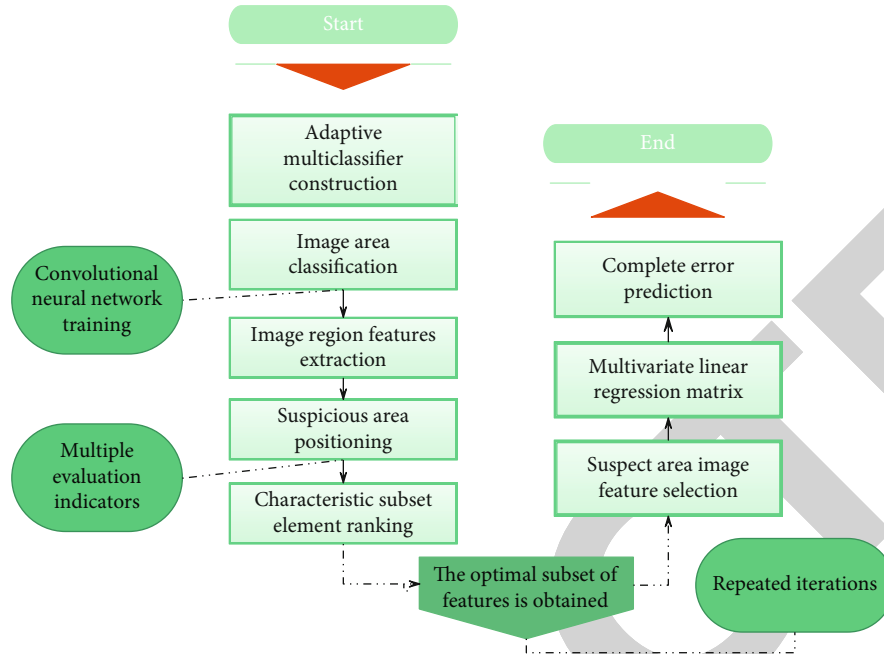 Start
Adaptive
multiclassifier
construction
Image area
classification
Convolutional
neural network
training
Image region features
extraction
Suspicious area
positioning
Multiple
evaluation
indicators
Characteristic subset
element ranking
The optimal subset of
features is obtained
Repeated iterations
Suspect area image
feature selection
Multivariate linear
regression matrix
Complete error
prediction
End